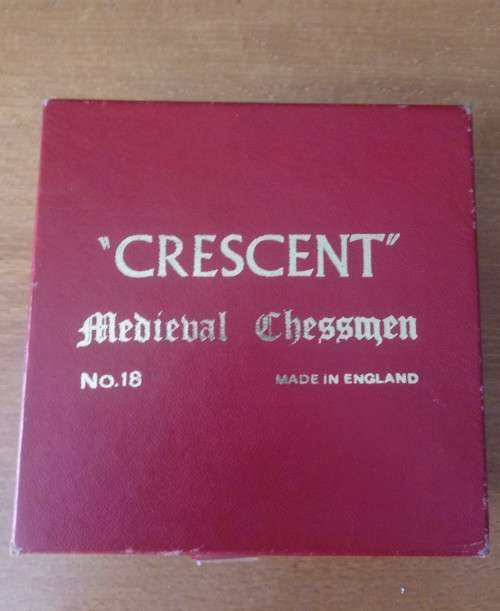 "CRESCENT"
Medieval Chessmen
No.18 MADE IN ENGLAND